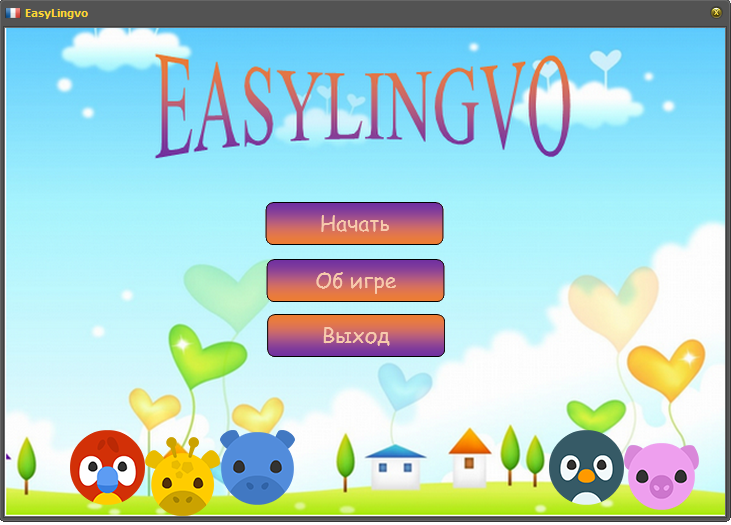 EasyLingvo
EASYLINGVO
Начать
Об игре
Выход